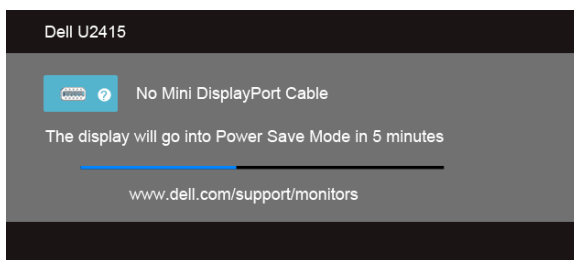 Dell U2415
No Mini DisplayPort Cable
The display will go into Power Save Mode in 5 minutes
www.dell.com/support/monitors